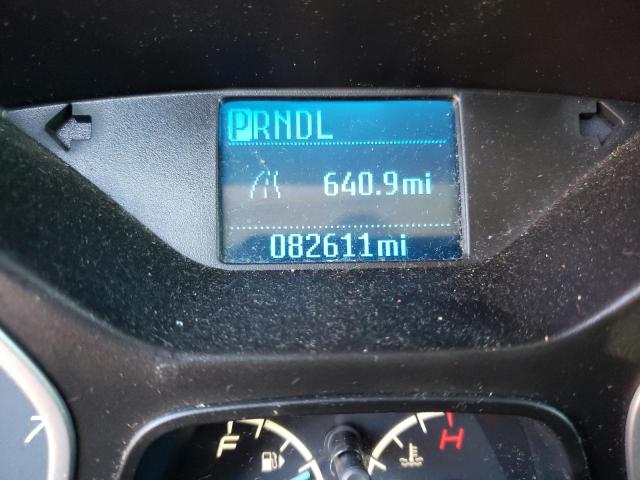 PRNDL
640.9mi
082611mi
F H